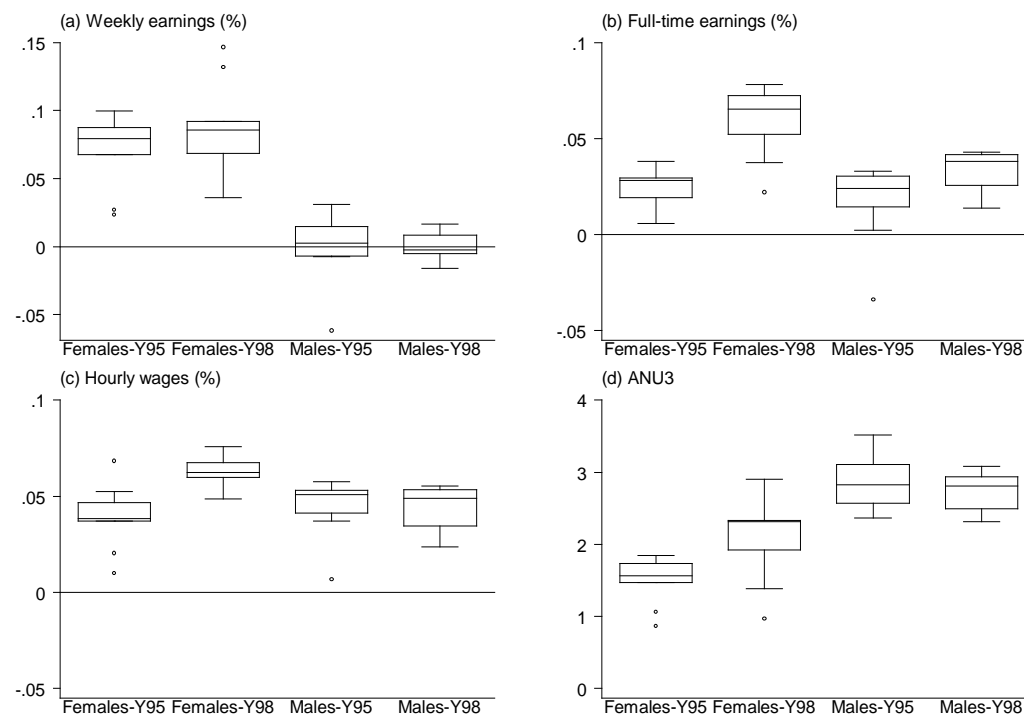 (a) Weekly earnings (%)
.15
.1
.05
0
-.05
Females-Y95 Females-Y98 Males-Y95 Males-Y98
(b) Full-time earnings (%)
.1
.05
0
-.05
Females-Y95 Females-Y98 Males-Y95 Males-Y98
(c) Hourly wages (%)
.1
.05
0
-.05
Females-Y95 Females-Y98 Males-Y95 Males-Y98
(d) ANU3
4
3
2
1
0
Females-Y95 Females-Y98 Males-Y95 Males-Y98